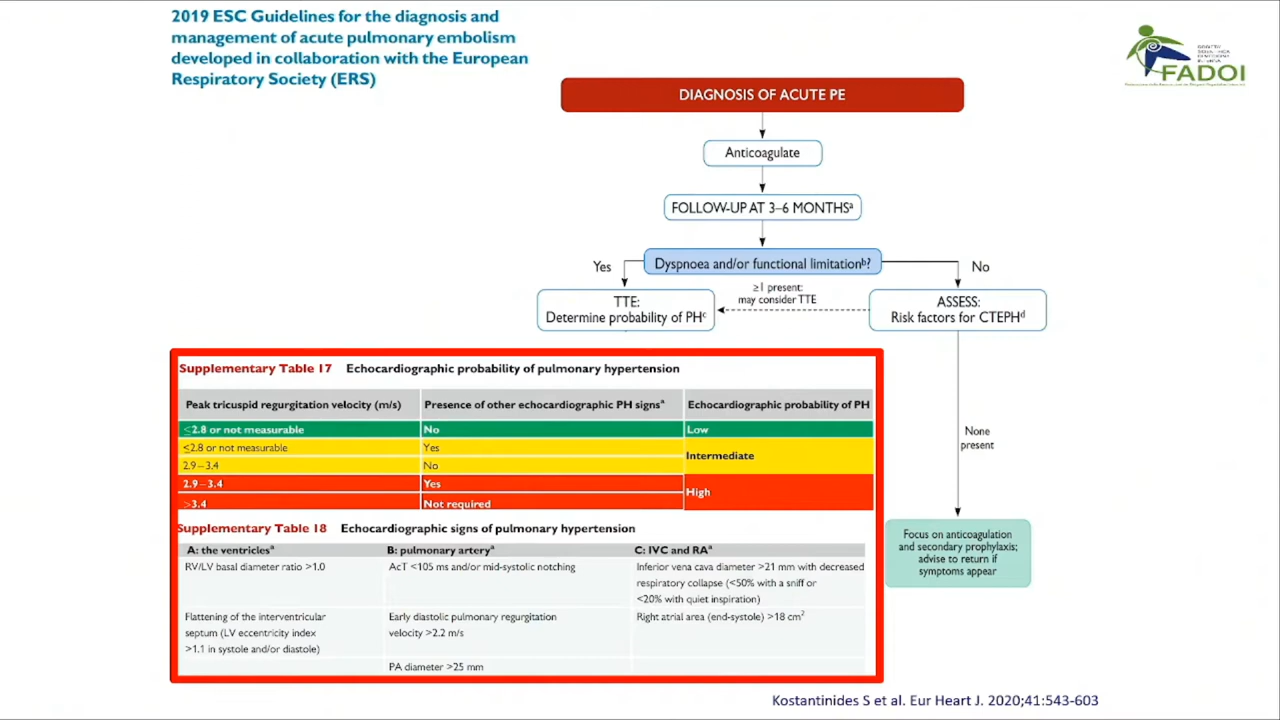 2019 ESC Guidelines for the diagnosis and
management of acute pulmonary embolism
developed in collaboration with the European
Respiratory Society (ERS)
FADOI
DIAGNOSIS OF ACUTE PE
Anticoagulate
FOLLOW-UP AT 3–6 MONTHSᵃ
Dyspnoea and/or functional limitationᵇ?
Yes
No
≥1 present:
may consider TTE
TTE:
Determine probability of PHᶜ
ASSESS:
Risk factors for CTEPHᵈ
None
present
Focus on anticoagulation
and secondary prophylaxis;
advise to return if
symptoms appear
Supplementary Table 17 Echocardiographic probability of pulmonary hypertension
Peak tricuspid regurgitation velocity (m/s) Presence of other echocardiographic PH signsᵃ Echocardiographic probability of PH
≤2.8 or not measurable No Low
≤2.8 or not measurable Yes
Intermediate
2.9–3.4 No
2.9–3.4 Yes
High
>3.4 Not required
Supplementary Table 18 Echocardiographic signs of pulmonary hypertension
A: the ventriclesᵃ B: pulmonary arteryᵃ C: IVC and RAᵃ
RV/LV basal diameter ratio >1.0 AcT <105 ms and/or mid-systolic notching Inferior vena cava diameter >21 mm with decreased
respiratory collapse (<50% with a sniff or
<20% with quiet inspiration)
Flattening of the interventricular Early diastolic pulmonary regurgitation Right atrial area (end-systole) >18 cm²
septum (LV eccentricity index velocity >2.2 m/s
>1.1 in systole and/or diastole)
PA diameter >25 mm
Kostantinides S et al. Eur Heart J. 2020;41:543-603